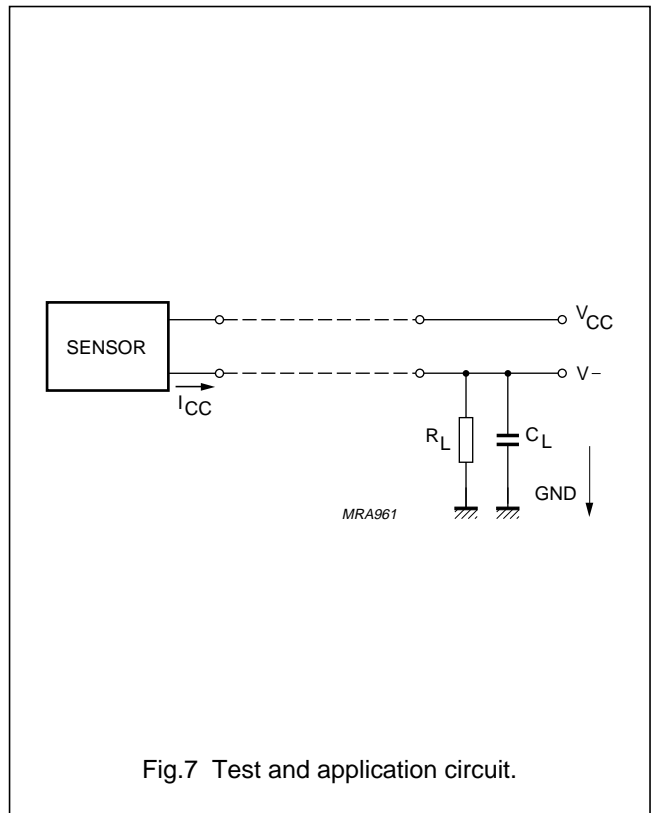 VCC
SENSOR
V–
ICC
RL
CL
GND
MRA961
Fig.7 Test and application circuit.